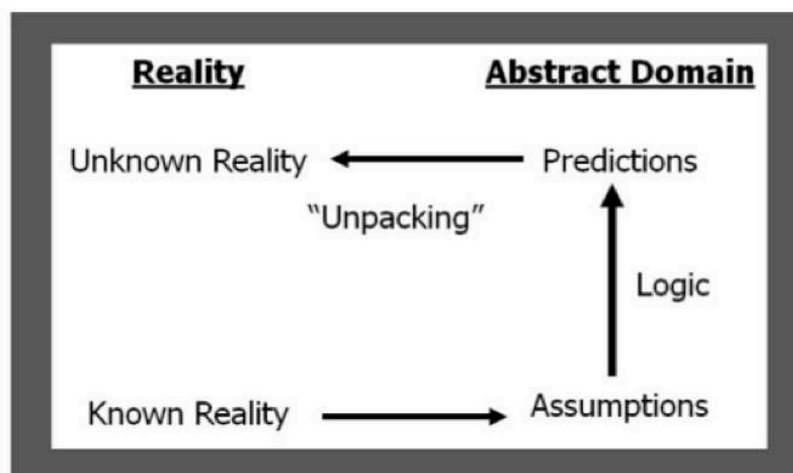 Reality Abstract Domain
Unknown Reality Predictions
“Unpacking”
Logic
Known Reality Assumptions